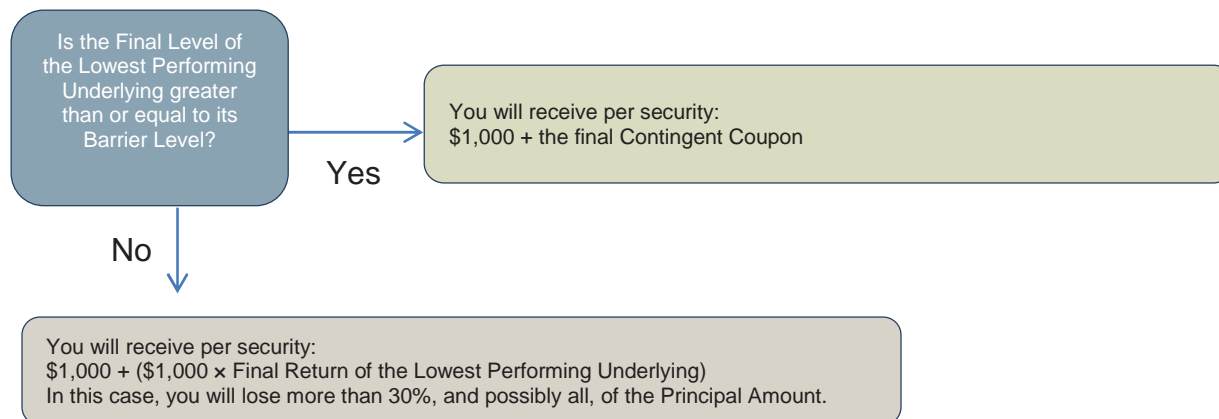 Is the Final Level of
the Lowest Performing
Underlying greater
than or equal to its
Barrier Level?
You will receive per security:
$1,000 + the final Contingent Coupon
Yes
No
You will receive per security:
$1,000 + ($1,000 × Final Return of the Lowest Performing Underlying)
In this case, you will lose more than 30%, and possibly all, of the Principal Amount.